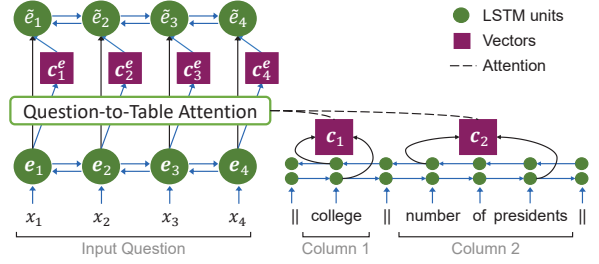 ẽ₁ ẽ₂ ẽ₃ ẽ₄
c₁ᵉ c₂ᵉ c₃ᵉ c₄ᵉ
Question-to-Table Attention
e₁ e₂ e₃ e₄
x₁ x₂ x₃ x₄
Input Question
LSTM units
Vectors
Attention
c₁ c₂
|| college || number of presidents ||
Column 1 Column 2